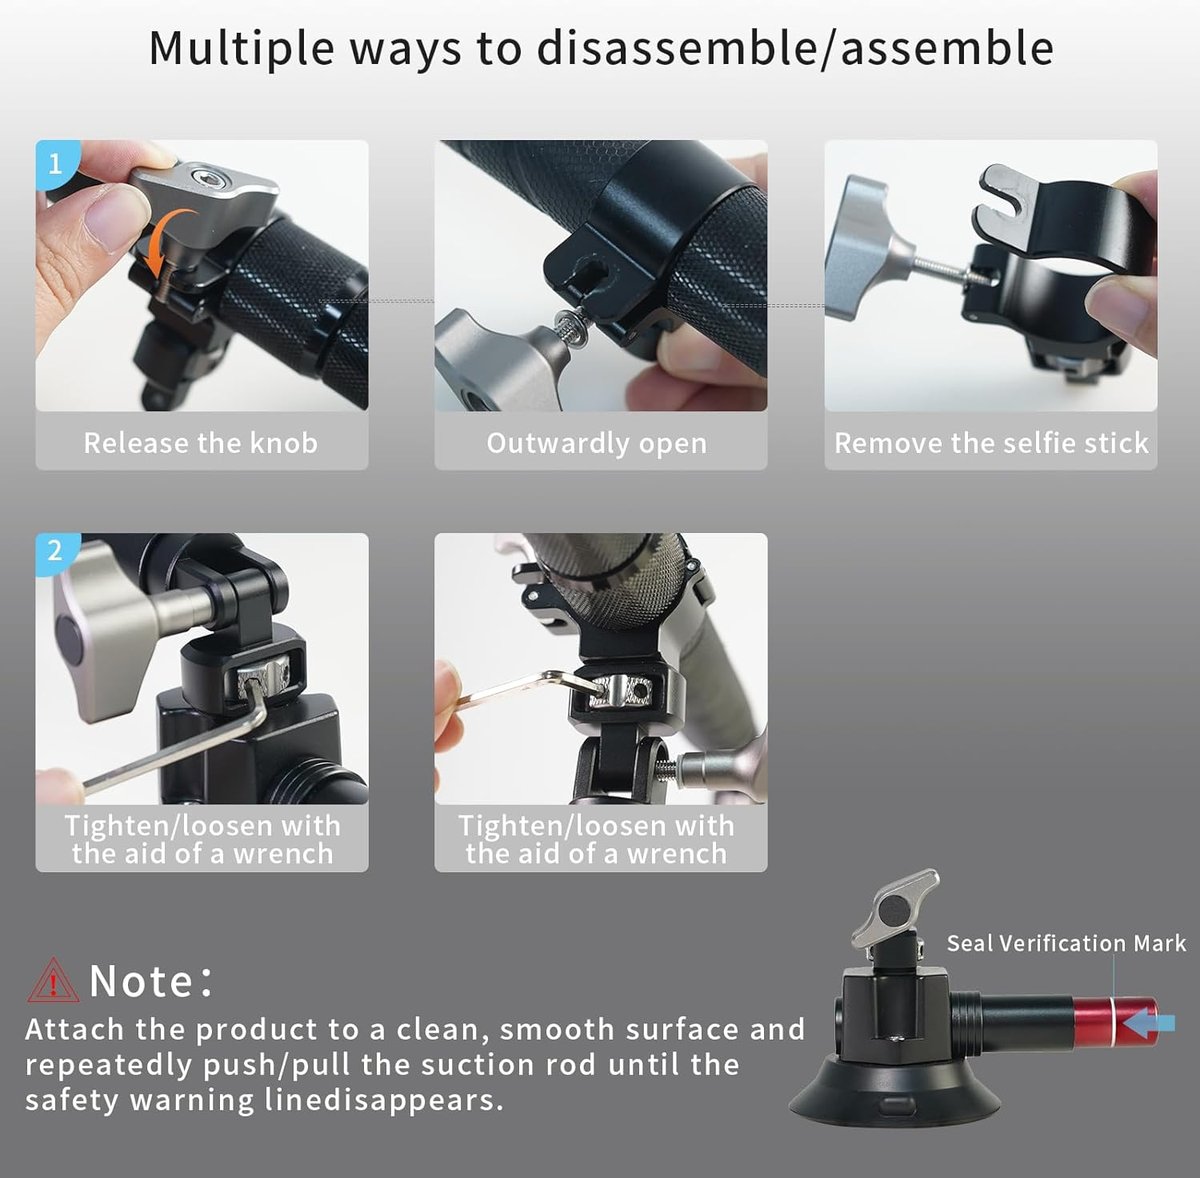 Multiple ways to disassemble/assemble
1
Release the knob
Outwardly open
Remove the selfie stick
2
Tighten/loosen with
the aid of a wrench
Tighten/loosen with
the aid of a wrench
Seal Verification Mark
Note:
Attach the product to a clean, smooth surface and
repeatedly push/pull the suction rod until the
safety warning linedisappears.